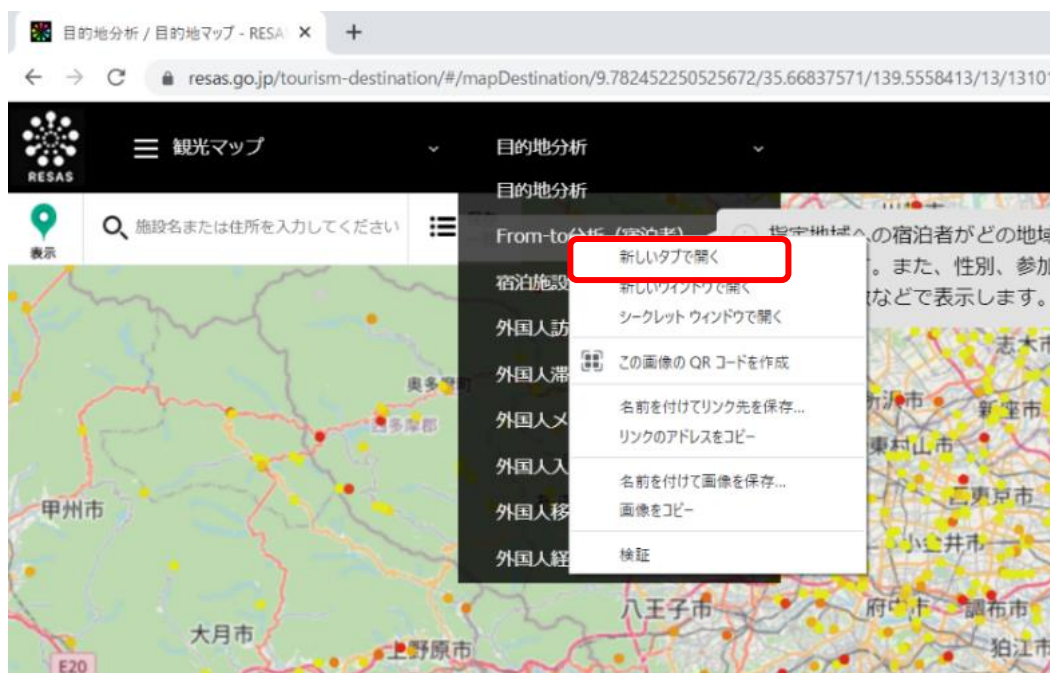 目的地分析 / 目的地マップ - RESA
resas.go.jp/tourism-destination/#/mapDestination/9.782452250525672/35.66837571/139.5558413/13/13101
RESAS
観光マップ
目的地分析
目的地分析
表示
施設名または住所を入力してください
From-to分析（宿泊者）
指定地域への宿泊者がどの地域
。また、性別、参加
などで表示します。
宿泊施設
外国人訪
外国人滞
外国人メ
外国人入
外国人移
外国人経
新しいタブで開く
新しいウィンドウで開く
シークレット ウィンドウで開く
この画像の QR コードを作成
名前を付けてリンク先を保存...
リンクのアドレスをコピー
名前を付けて画像を保存...
画像をコピー
検証
志木市
奥多摩町
西多摩郡
所沢市
新座市
東村山市
甲州市
西東京市
小金井市
八王子市
府中市
調布市
大月市
上野原市
狛江市
E20